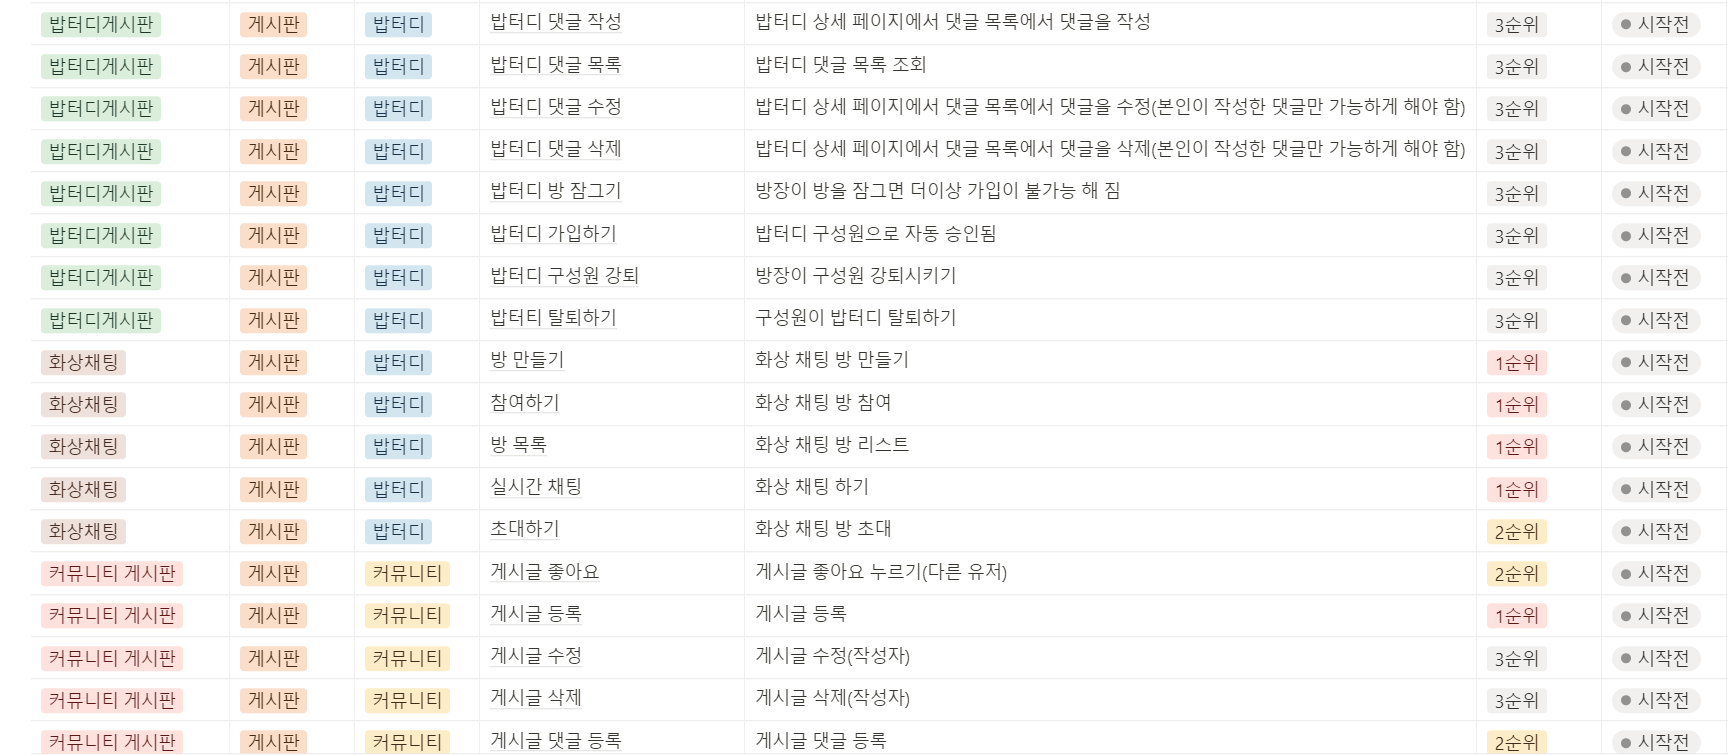 밥터디게시판 게시판 밥터디 밥터디 댓글 작성 밥터디 상세 페이지에서 댓글 목록에서 댓글을 작성 3순위 시작전
밥터디게시판 게시판 밥터디 밥터디 댓글 목록 밥터디 댓글 목록 조회 3순위 시작전
밥터디게시판 게시판 밥터디 밥터디 댓글 수정 밥터디 상세 페이지에서 댓글 목록에서 댓글을 수정(본인이 작성한 댓글만 가능하게 해야 함) 3순위 시작전
밥터디게시판 게시판 밥터디 밥터디 댓글 삭제 밥터디 상세 페이지에서 댓글 목록에서 댓글을 삭제(본인이 작성한 댓글만 가능하게 해야 함) 3순위 시작전
밥터디게시판 게시판 밥터디 밥터디 방 잠그기 방장이 방을 잠그면 더이상 가입이 불가능 해 짐 3순위 시작전
밥터디게시판 게시판 밥터디 밥터디 가입하기 밥터디 구성원으로 자동 승인됨 3순위 시작전
밥터디게시판 게시판 밥터디 밥터디 구성원 강퇴 방장이 구성원 강퇴시키기 3순위 시작전
밥터디게시판 게시판 밥터디 밥터티 탈퇴하기 구성원이 밥터디 탈퇴하기 3순위 시작전
화상채팅 게시판 밥터디 방 만들기 화상 채팅 방 만들기 1순위 시작전
화상채팅 게시판 밥터디 참여하기 화상 채팅 방 참여 1순위 시작전
화상채팅 게시판 밥터디 방 목록 화상 채팅 방 리스트 1순위 시작전
화상채팅 게시판 밥터디 실시간 채팅 화상 채팅 하기 1순위 시작전
화상채팅 게시판 밥터디 초대하기 화상 채팅 방 초대 2순위 시작전
커뮤니티 게시판 게시판 커뮤니티 게시글 좋아요 게시글 좋아요 누르기(다른 유저) 2순위 시작전
커뮤니티 게시판 게시판 커뮤니티 게시글 등록 게시글 등록 1순위 시작전
커뮤니티 게시판 게시판 커뮤니티 게시글 수정 게시글 수정(작성자) 3순위 시작전
커뮤니티 게시판 게시판 커뮤니티 게시글 삭제 게시글 삭제(작성자) 3순위 시작전
커뮤니티 게시판 게시판 커뮤니티 게시글 댓글 등록 게시글 댓글 등록 2순위 시작전